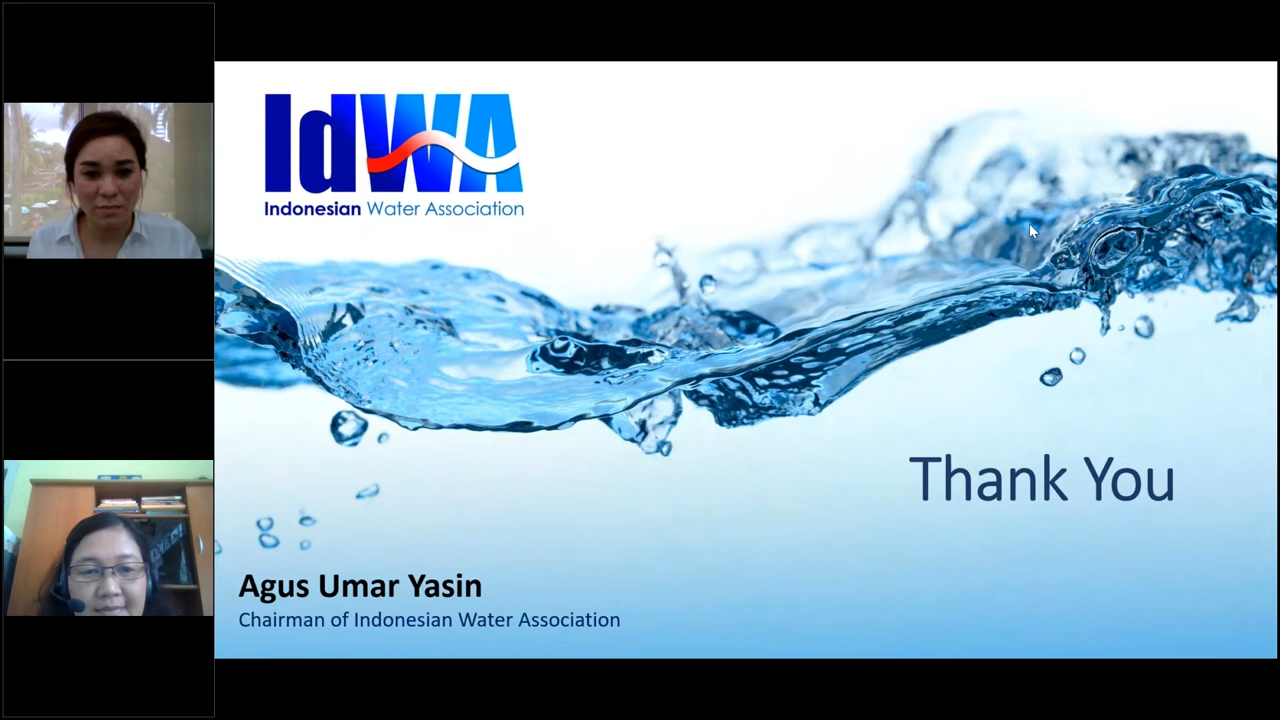 IdWA
Indonesian Water Association
Thank You
Agus Umar Yasin
Chairman of Indonesian Water Association